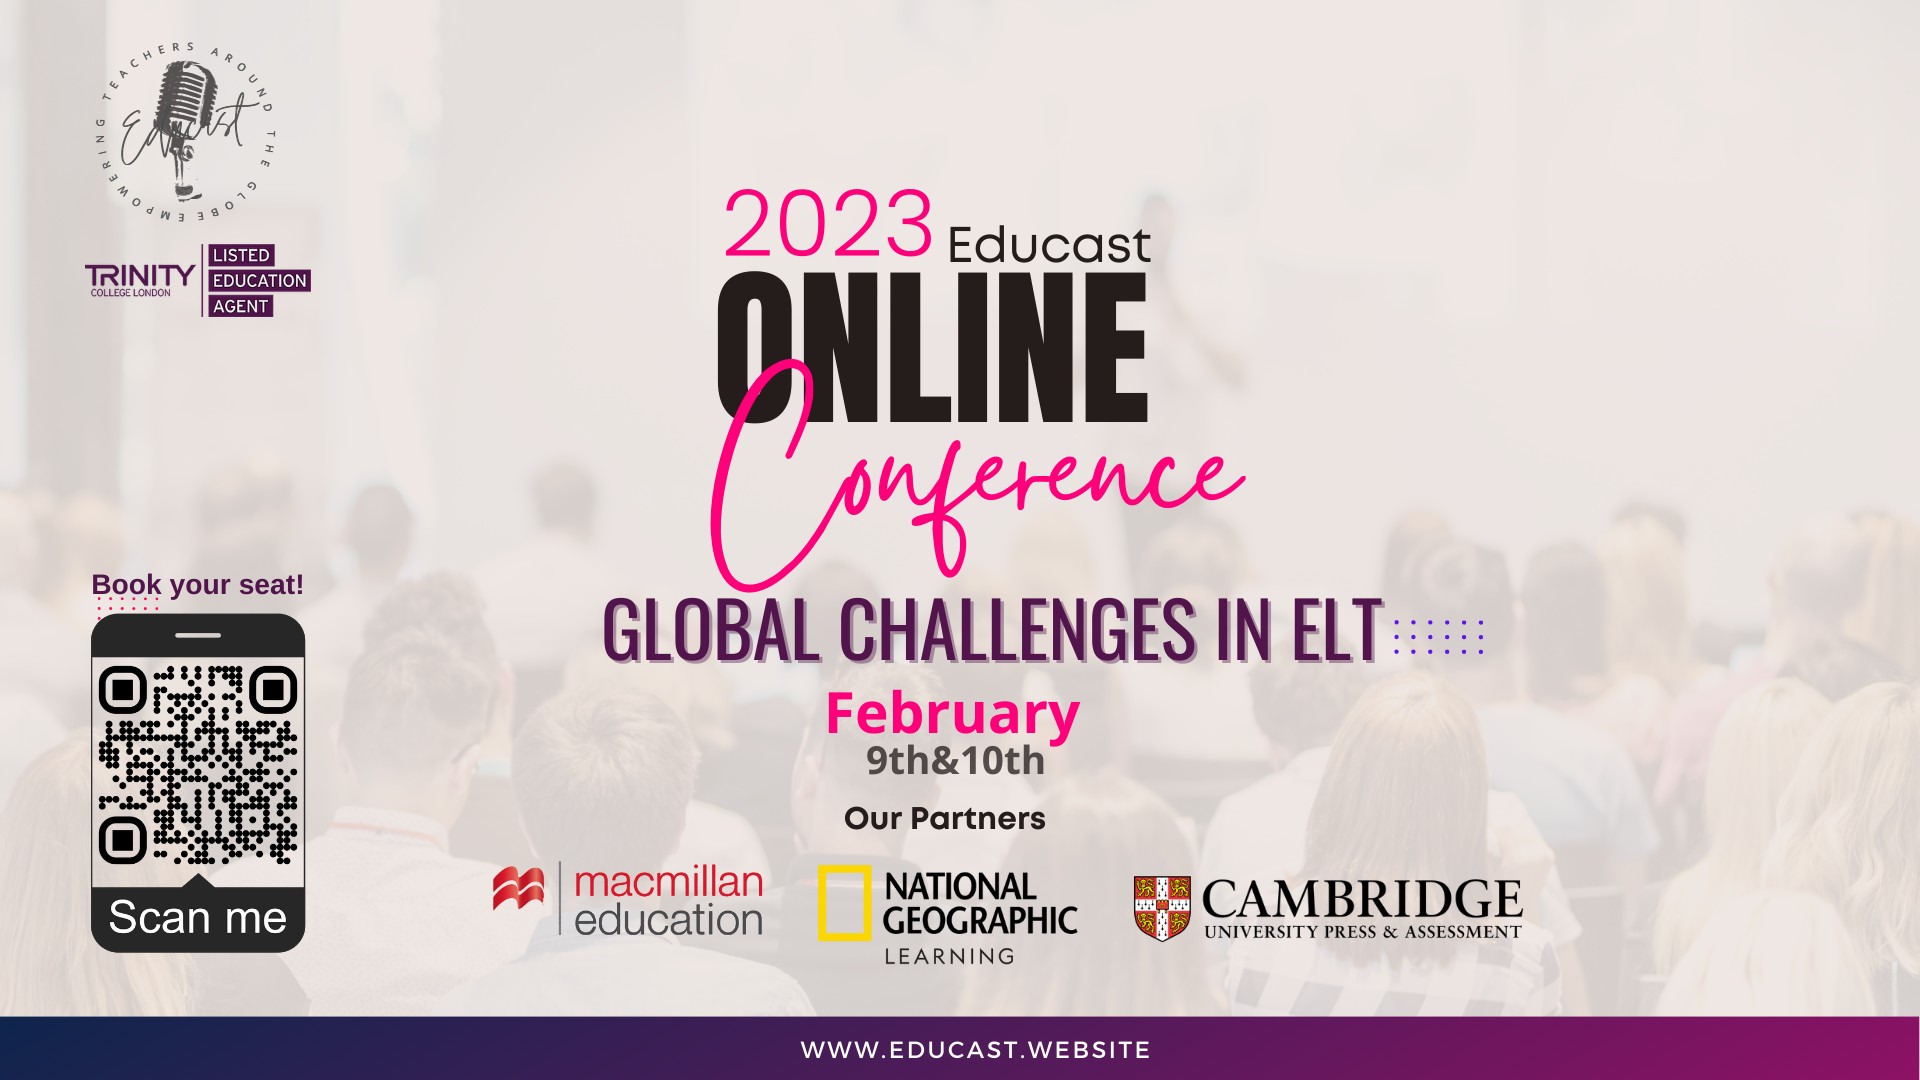 EMPOWERING TEACHERS AROUND THE GLOBE
Educast
TRINITY
COLLEGE LONDON
LISTED
EDUCATION
AGENT
2023 Educast
ONLINE
Conference
GLOBAL CHALLENGES IN ELT
February
9th&10th
Book your seat!
Scan me
Our Partners
macmillan
education
NATIONAL
GEOGRAPHIC
LEARNING
CAMBRIDGE
UNIVERSITY PRESS & ASSESSMENT
WWW.EDUCAST.WEBSITE